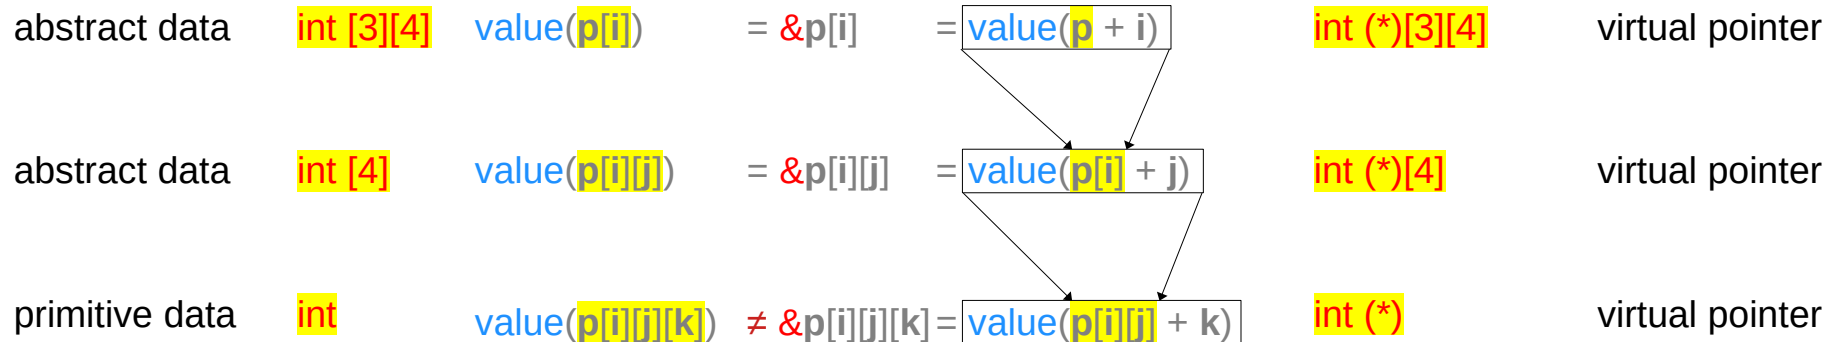 abstract data int [3][4] value(p[i]) = &p[i] = value(p + i) int (*)[3][4] virtual pointer
abstract data int [4] value(p[i][j]) = &p[i][j] = value(p[i] + j) int (*)[4] virtual pointer
primitive data int value(p[i][j][k]) ≠ &p[i][j][k] = value(p[i][j] + k) int (*) virtual pointer